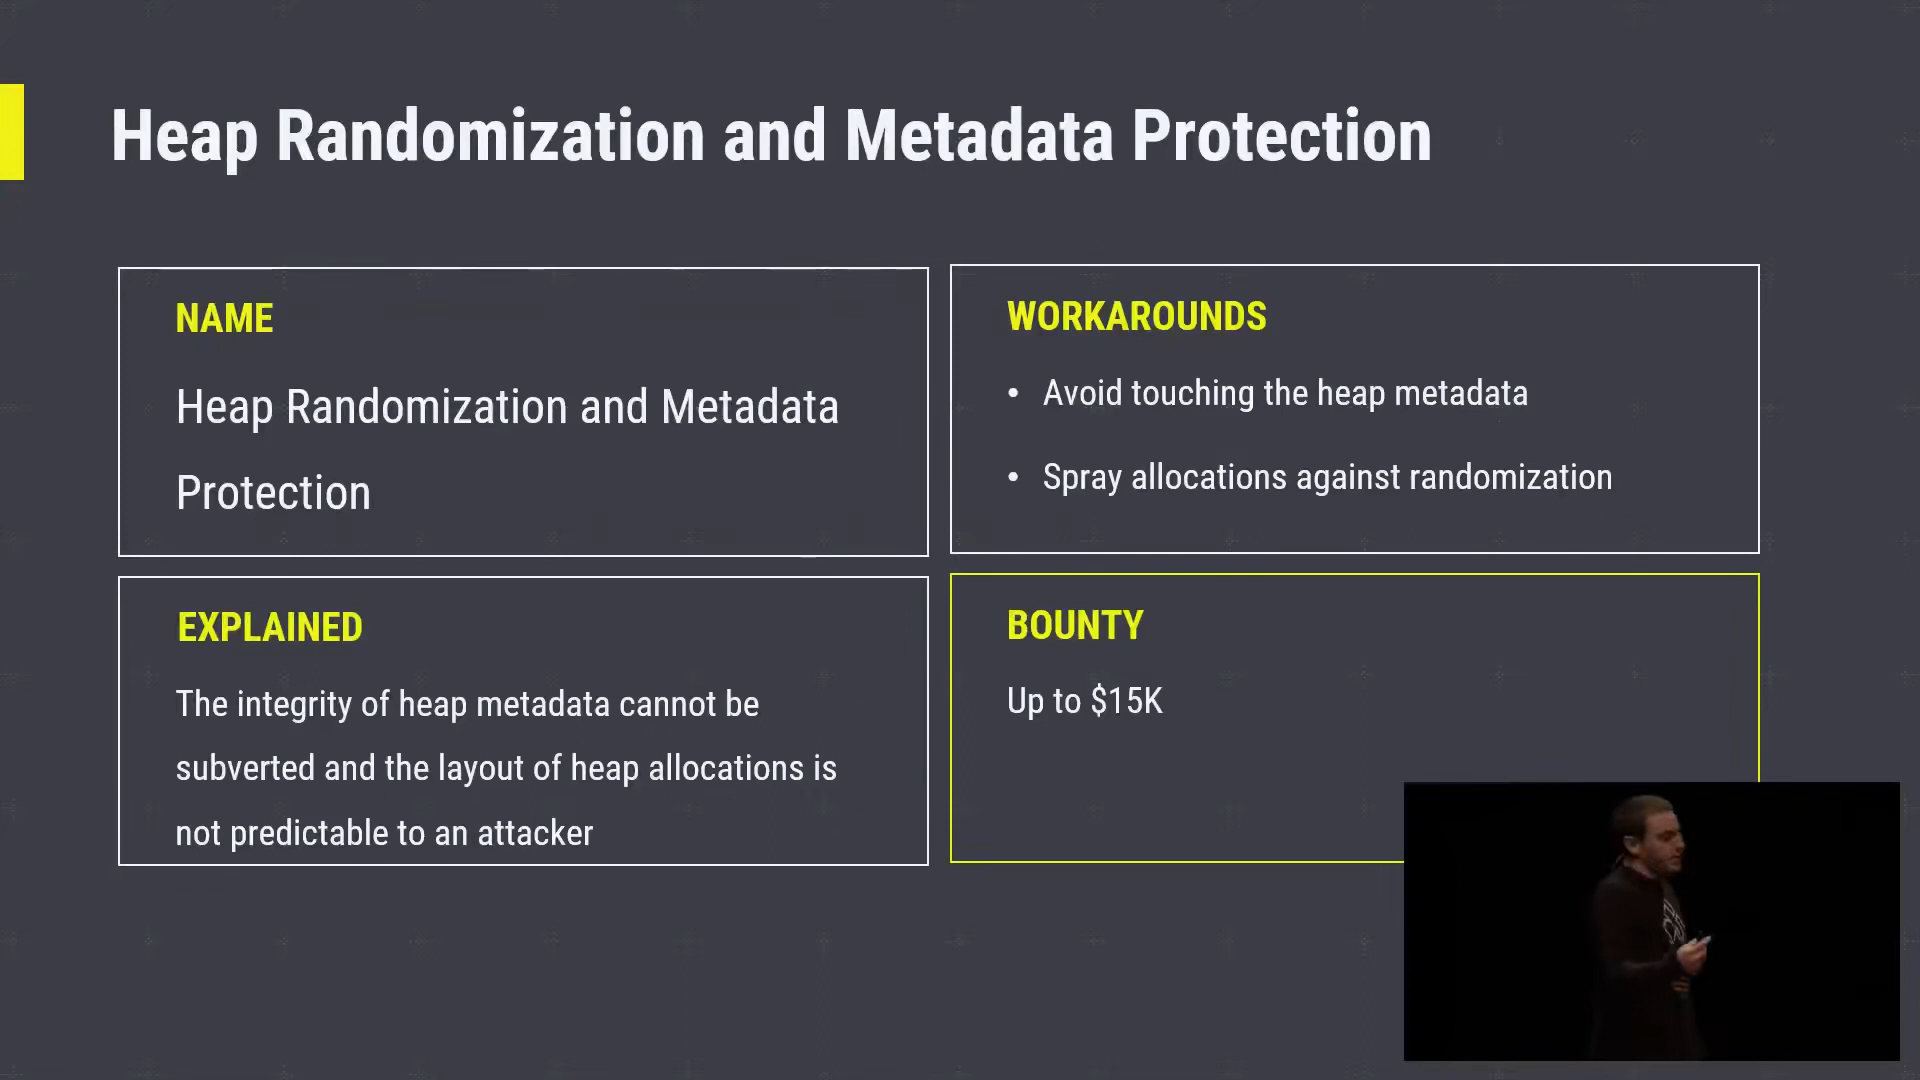 Heap Randomization and Metadata Protection
NAME
Heap Randomization and Metadata
Protection
WORKAROUNDS
• Avoid touching the heap metadata
• Spray allocations against randomization
EXPLAINED
The integrity of heap metadata cannot be
subverted and the layout of heap allocations is
not predictable to an attacker
BOUNTY
Up to $15K